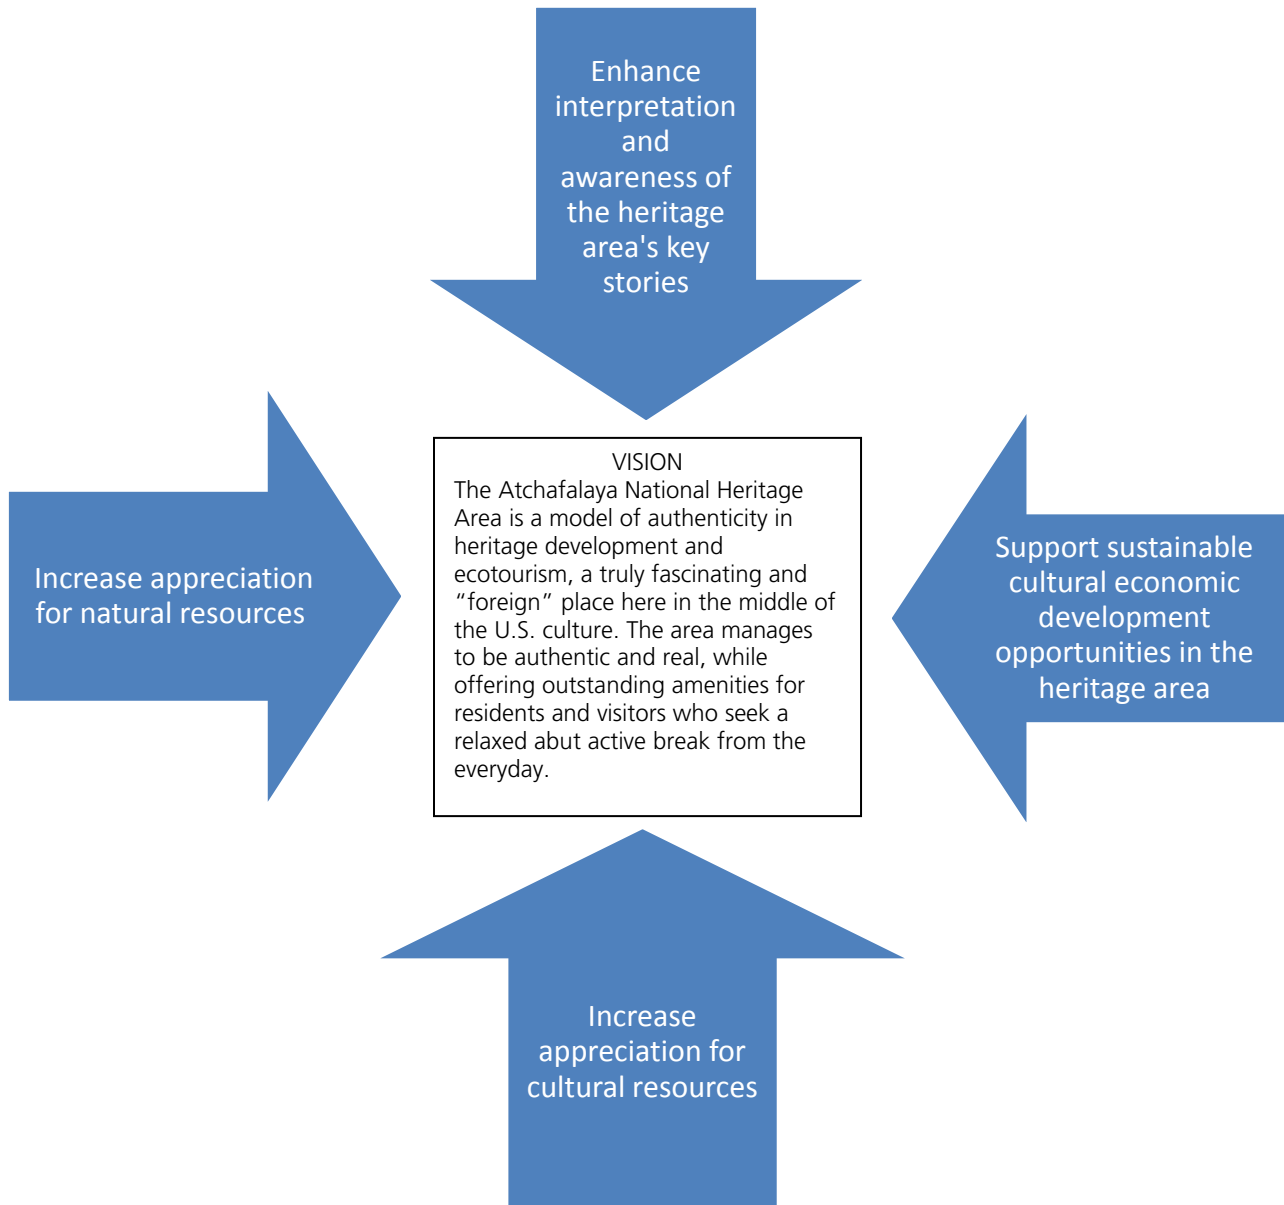 Enhance
interpretation
and
awareness of
the heritage
area's key
stories
Increase appreciation
for natural resources
VISION
The Atchafalaya National Heritage
Area is a model of authenticity in
heritage development and
ecotourism, a truly fascinating and
“foreign” place here in the middle of
the U.S. culture. The area manages
to be authentic and real, while
offering outstanding amenities for
residents and visitors who seek a
relaxed abut active break from the
everyday.
Support sustainable
cultural economic
development
opportunities in the
heritage area
Increase
appreciation for
cultural resources